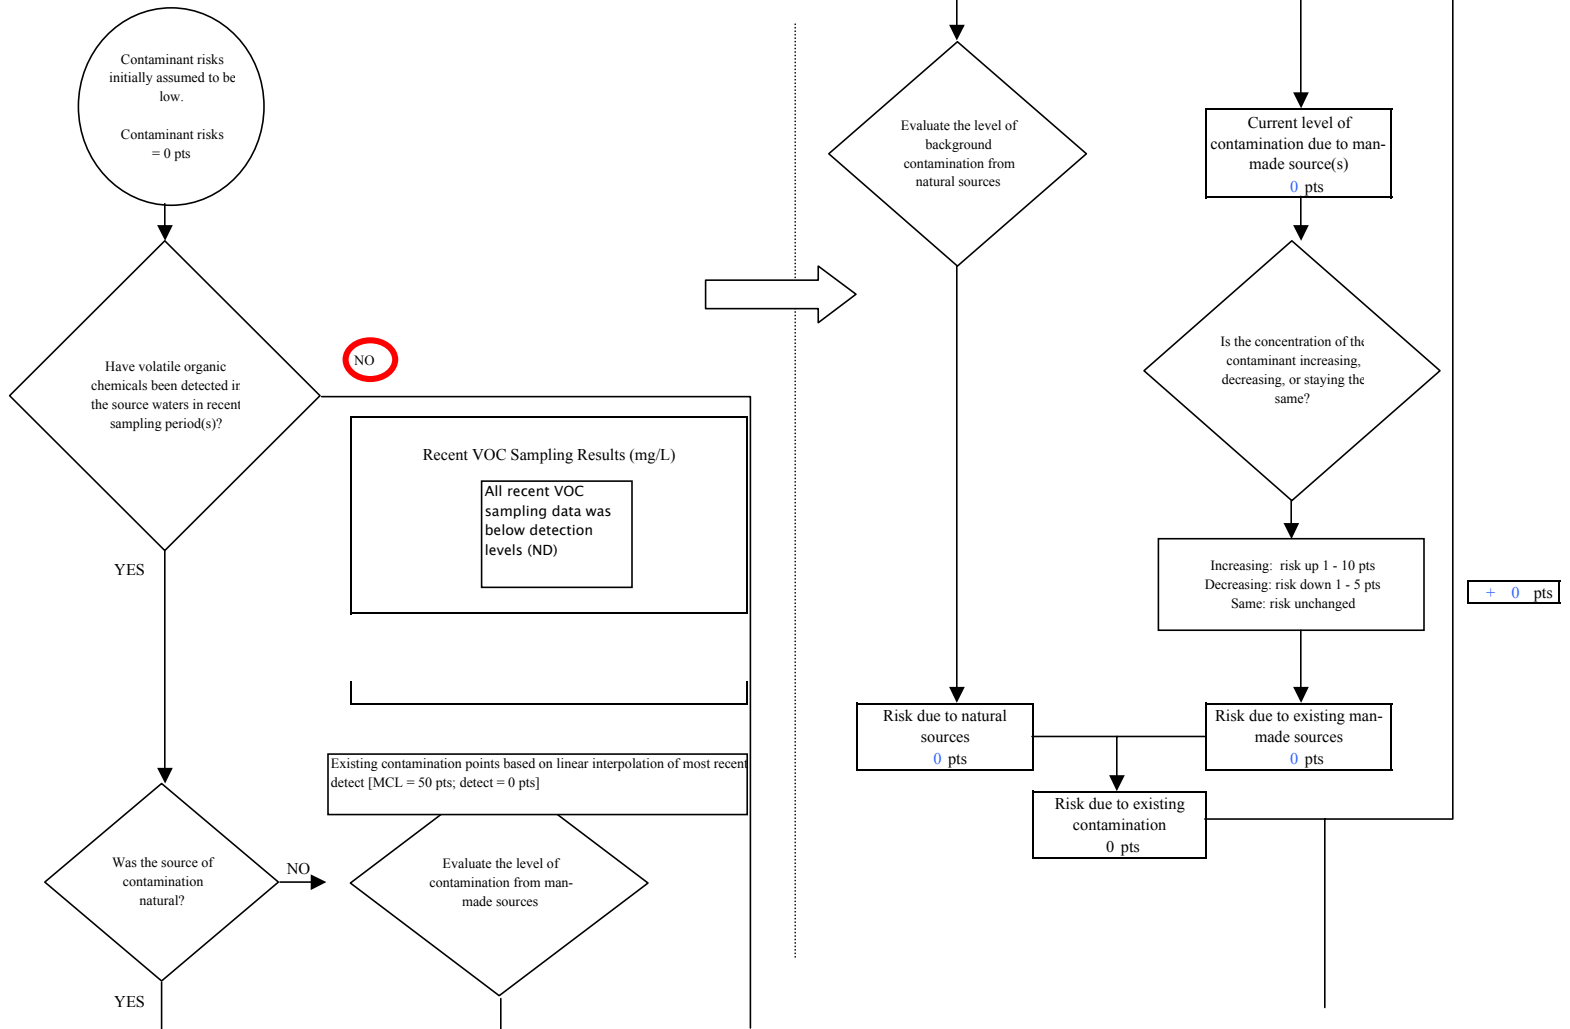 Contaminant risks
initially assumed to be
low.
Contaminant risks
= 0 pts
Have volatile organic
chemicals been detected in
the source waters in recent
sampling period(s)?
NO
Recent VOC Sampling Results (mg/L)
All recent VOC
sampling data was
below detection
levels (ND)
YES
Existing contamination points based on linear interpolation of most recent
detect [MCL = 50 pts; detect = 0 pts]
Was the source of
contamination
natural?
NO
Evaluate the level of
contamination from man-
made sources
YES
Evaluate the level of
background
contamination from
natural sources
Current level of
contamination due to man-
made source(s)
0 pts
Is the concentration of the
contaminant increasing,
decreasing, or staying the
same?
Increasing: risk up 1 - 10 pts
Decreasing: risk down 1 - 5 pts
Same: risk unchanged
+ 0 pts
Risk due to natural
sources
0 pts
Risk due to existing man-
made sources
0 pts
Risk due to existing
contamination
0 pts